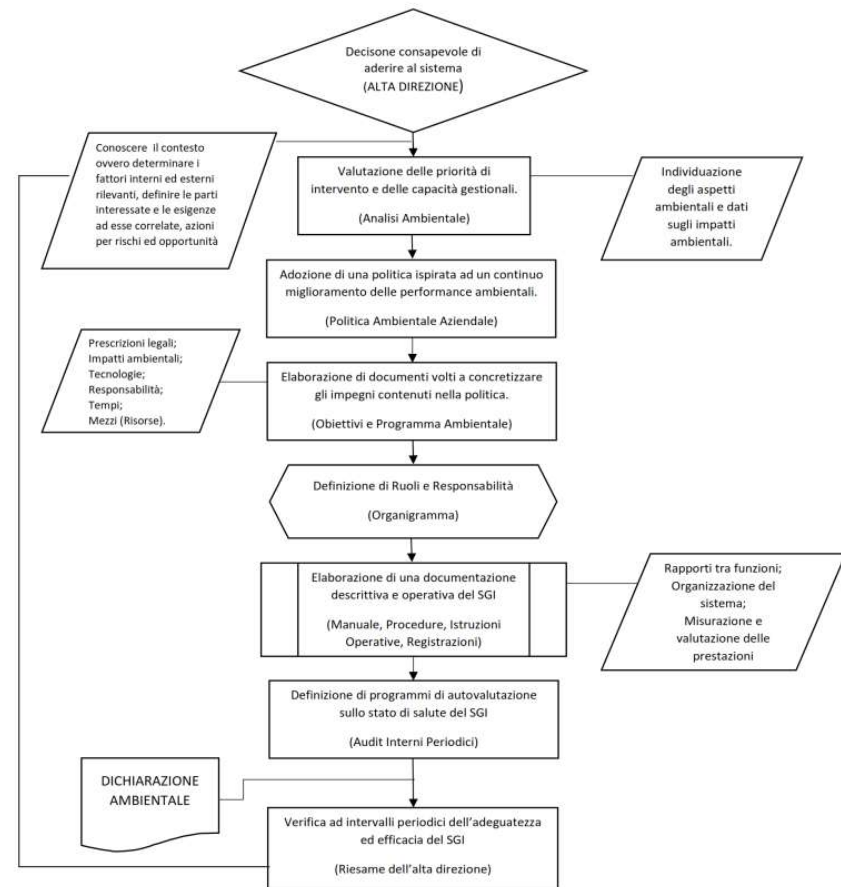 Decisone consapevole di
aderire al sistema
(ALTA DIREZIONE)
Conoscere il contesto
ovvero determinare i
fattori interni ed esterni
rilevanti, definire le parti
interessate e le esigenze
ad esse correlate, azioni
per rischi ed opportunità
Valutazione delle priorità di
intervento e delle capacità gestionali.
(Analisi Ambientale)
Individuazione
degli aspetti
ambientali e dati
sugli impatti
ambientali.
Adozione di una politica ispirata ad un continuo
miglioramento delle performance ambientali.
(Politica Ambientale Aziendale)
Prescrizioni legali;
Impatti ambientali;
Tecnologie;
Responsabilità;
Tempi;
Mezzi (Risorse).
Elaborazione di documenti volti a concretizzare
gli impegni contenuti nella politica.
(Obiettivi e Programma Ambientale)
Definizione di Ruoli e Responsabilità
(Organigramma)
Elaborazione di una documentazione
descrittiva e operativa del SGI
(Manuale, Procedure, Istruzioni
Operative, Registrazioni)
Rapporti tra funzioni;
Organizzazione del
sistema;
Misurazione e
valutazione delle
prestazioni
Definizione di programmi di autovalutazione
sullo stato di salute del SGI
(Audit Interni Periodici)
DICHIARAZIONE
AMBIENTALE
Verifica ad intervalli periodici dell'adeguatezza
ed efficacia del SGI
(Riesame dell'alta direzione)